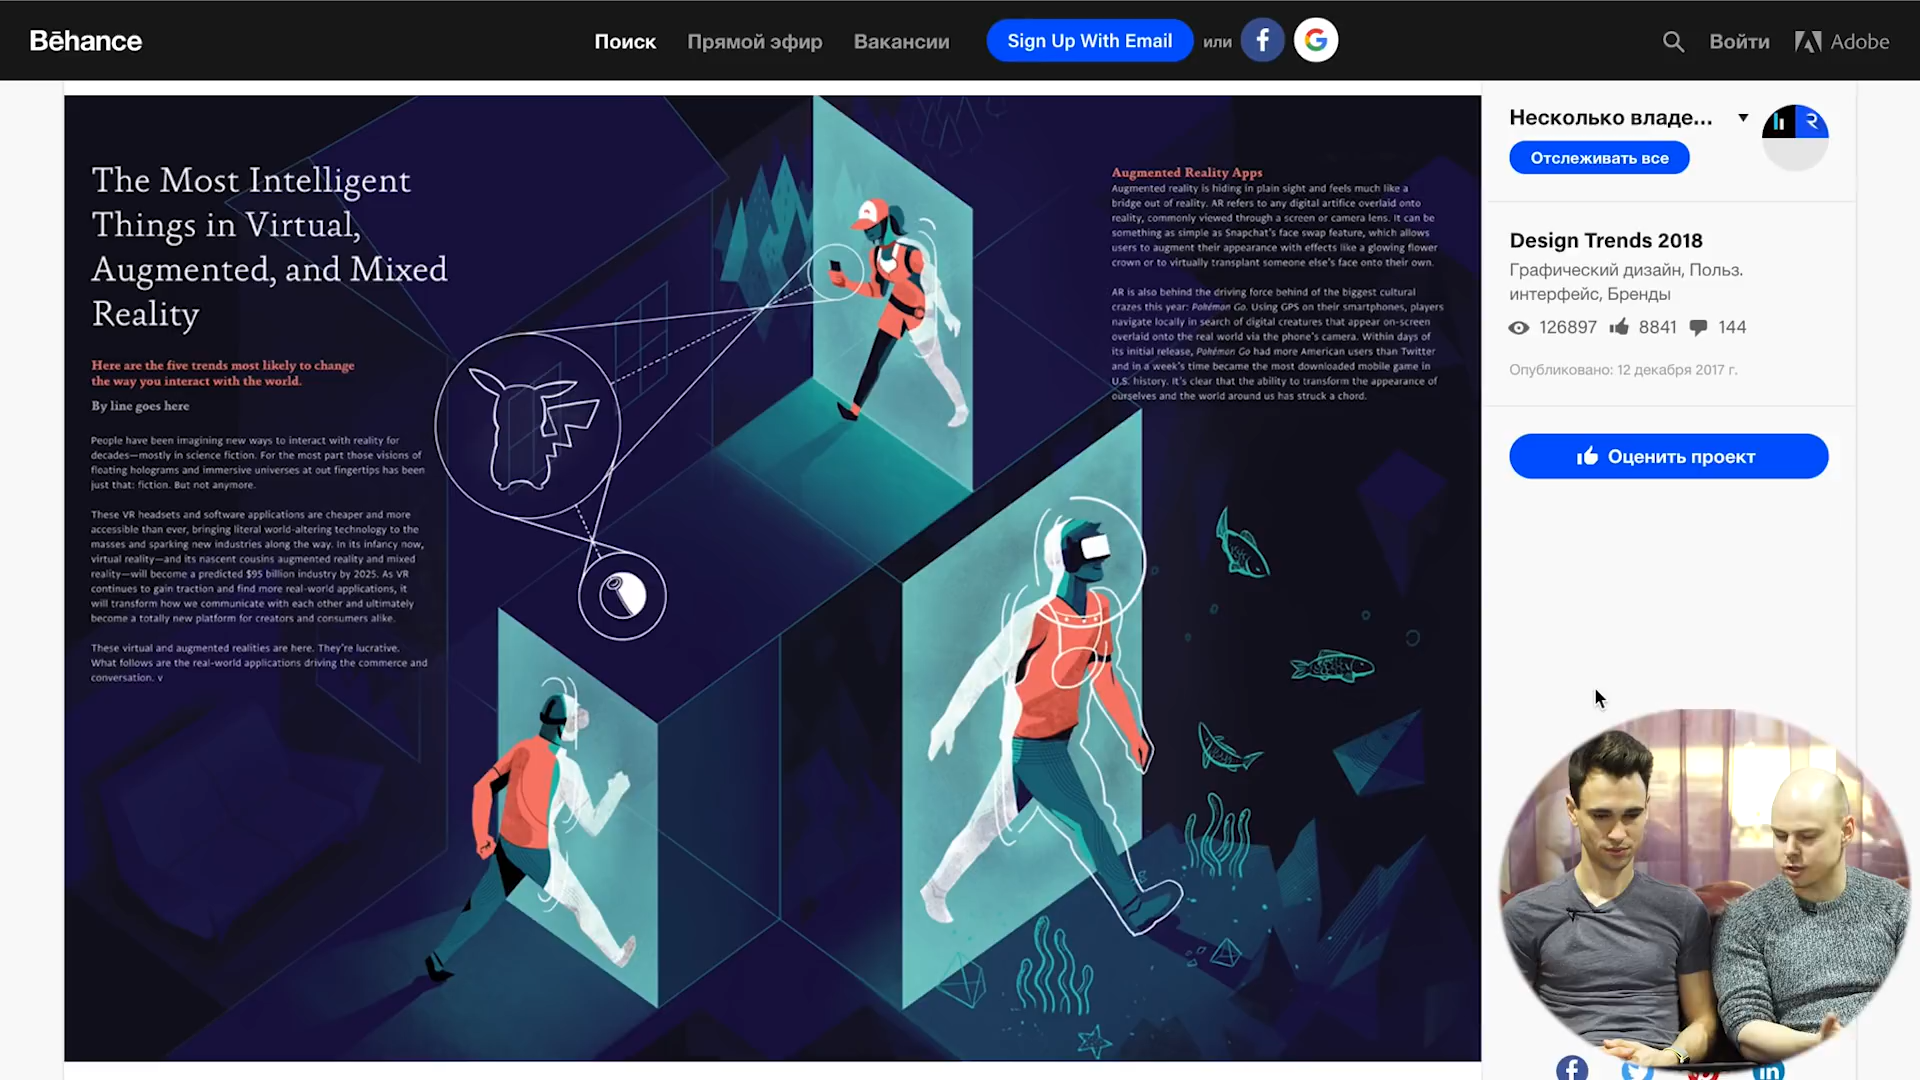 Bēhance
Поиск
Прямой эфир
Вакансии
Sign Up With Email
или
Войти
Adobe
The Most Intelligent
Things in Virtual,
Augmented, and Mixed
Reality
Here are the five trends most likely to change
the way you interact with the world.
By line goes here
People have been imagining new ways to interact with reality for
decades—mostly in science fiction. For the most part those visions of
floating holograms and immersive universes at out fingertips has been
just that: fiction. But not anymore.
These VR headsets and software applications are cheaper and more
accessible than ever, bringing literal world-altering technology to the
masses and sparking new industries along the way. In its infancy now,
virtual reality—and its nascent cousins augmented reality and mixed
reality—will become a predicted $95 billion industry by 2025. As VR
continues to gain traction and find more real-world applications, it
will transform how we communicate with each other and ultimately
become a totally new platform for creators and consumers alike.
These virtual and augmented realities are here. They're lucrative.
What follows are the real-world applications driving the commerce and
conversation. v
Augmented Reality Apps
Augmented reality is hiding in plain sight and feels much like a
bridge out of reality. AR refers to any digital artifice overlaid onto
reality, commonly viewed through a screen or camera lens. It can be
something as simple as Snapchat's face swap feature, which allows
users to augment their appearance with effects like a glowing flower
crown or to virtually transplant someone else's face onto their own.
AR is also behind the driving force behind of the biggest cultural
crazes this year: Pokémon Go. Using GPS on their smartphones, players
navigate locally in search of digital creatures that appear on-screen
overlaid onto the real world via the phone's camera. Within days of
its initial release, Pokémon Go had more American users than Twitter
and in a week's time became the most downloaded mobile game in
U.S. history. It's clear that the ability to transform the appearance of
ourselves and the world around us has struck a chord.
Несколько владе...
Отслеживать все
Design Trends 2018
Графический дизайн, Польз.
интерфейс, Бренды
126897 8841 144
Опубликовано: 12 декабря 2017 г.
Оценить проект